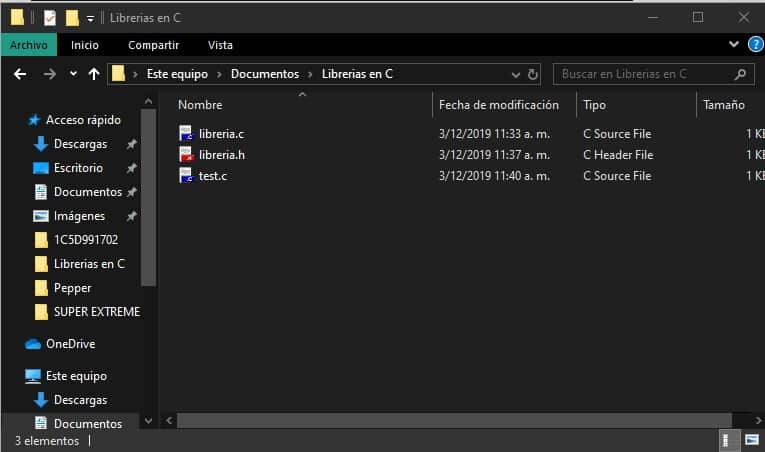 Librerias en C
Archivo Inicio Compartir Vista
Este equipo Documentos Librerias en C Buscar en Librerias en C
Nombre Fecha de modificación Tipo Tamaño
Acceso rápido
Descargas
Escritorio
Documentos
Imágenes
1C5D991702
Librerias en C
Pepper
SUPER EXTREME
OneDrive
Este equipo
Descargas
Documentos
libreria.c 3/12/2019 11:33 a. m. C Source File 1 KB
libreria.h 3/12/2019 11:37 a. m. C Header File 1 KB
test.c 3/12/2019 11:40 a. m. C Source File 1 KB
3 elementos